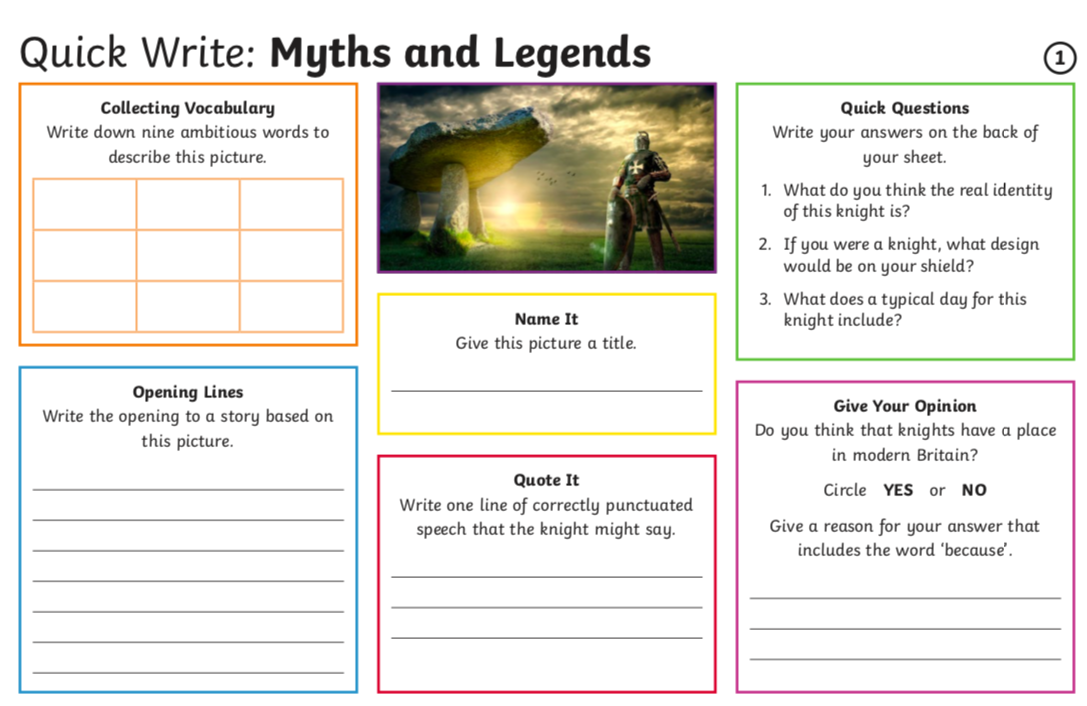 Quick Write: Myths and Legends
1
Collecting Vocabulary
Write down nine ambitious words to
describe this picture.
Opening Lines
Write the opening to a story based on
this picture.
Name It
Give this picture a title.
Quote It
Write one line of correctly punctuated
speech that the knight might say.
Quick Questions
Write your answers on the back of
your sheet.
1. What do you think the real identity
of this knight is?
2. If you were a knight, what design
would be on your shield?
3. What does a typical day for this
knight include?
Give Your Opinion
Do you think that knights have a place
in modern Britain?
Circle YES or NO
Give a reason for your answer that
includes the word ‘because’.